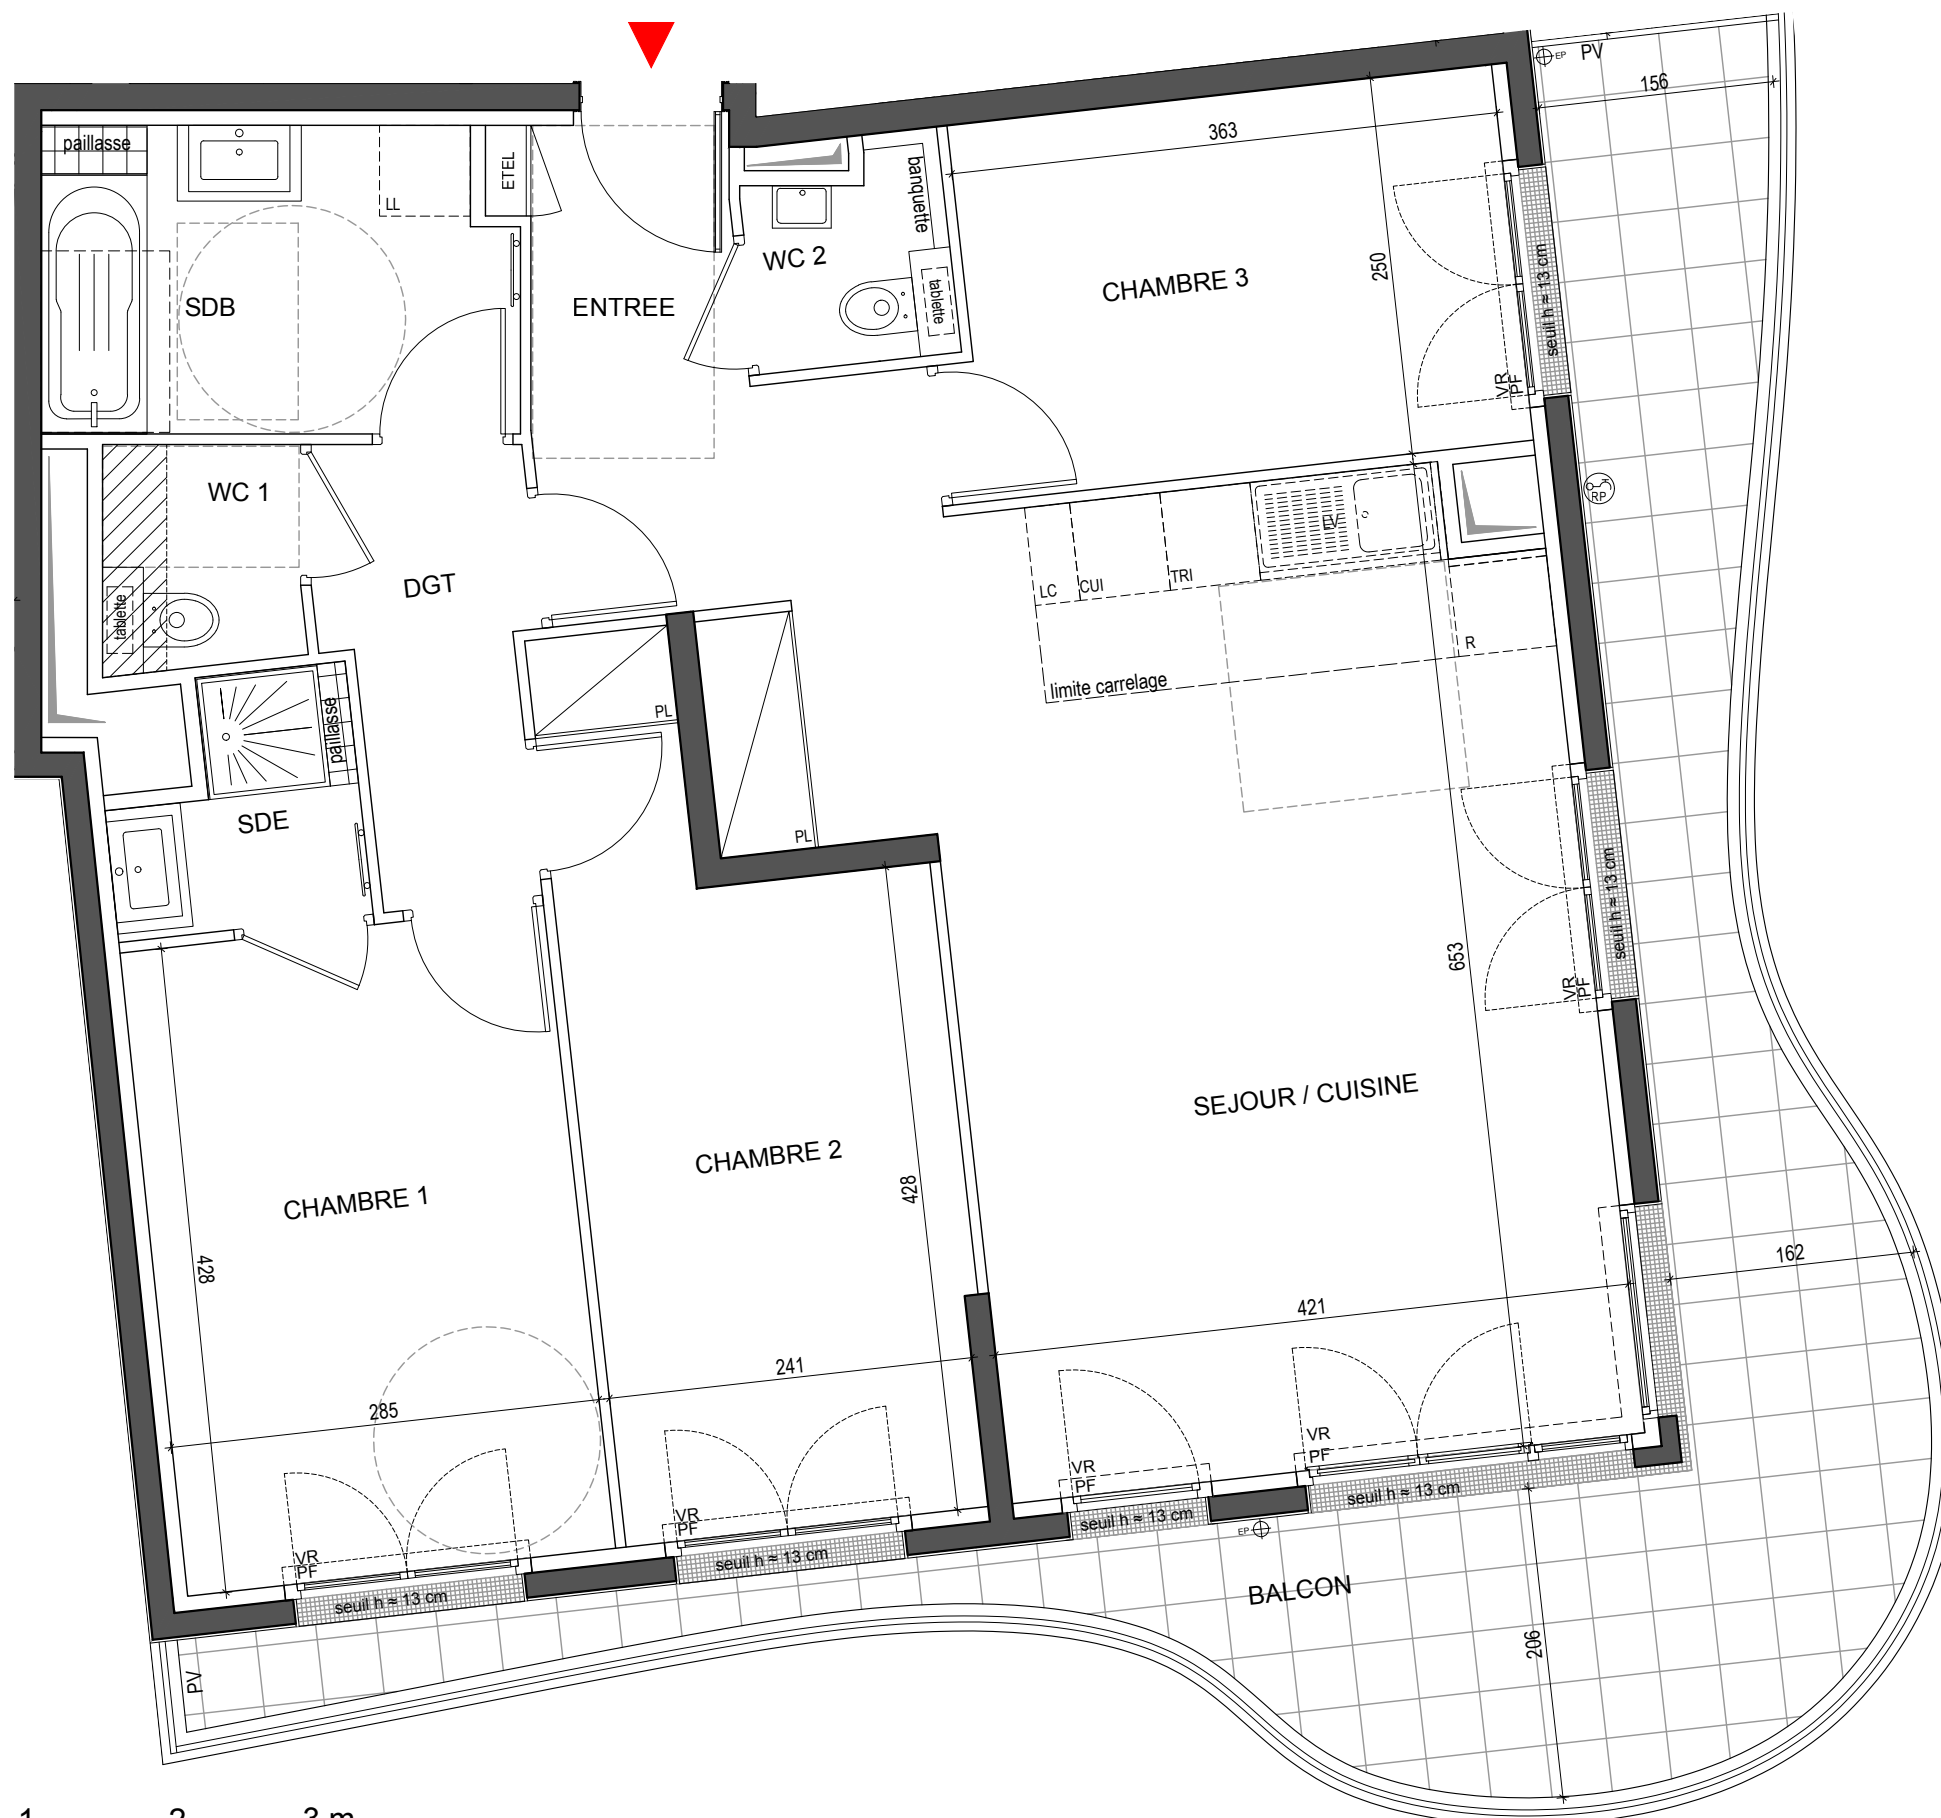 EP
PV
156
363
paillasse
ETEL
LL
banquette
WC 2
250
CHAMBRE 3
seuil h ≈ 13 cm
tablette
SDB
ENTREE
VR
PF
WC 1
RP
LV
DGT
LC
CUI
TRI
tablette
R
limite carrelage
PL
paillasse
SDE
PL
seuil h ≈ 13 cm
653
VR
PF
SEJOUR / CUISINE
CHAMBRE 2
428
CHAMBRE 1
428
162
421
241
285
VR
PF
VR
PF
seuil h ≈ 13 cm
seuil h ≈ 13 cm
VR
PF
EP
seuil h ≈ 13 cm
VR
PF
seuil h ≈ 13 cm
BALCON
206
PV
1 2 3 m